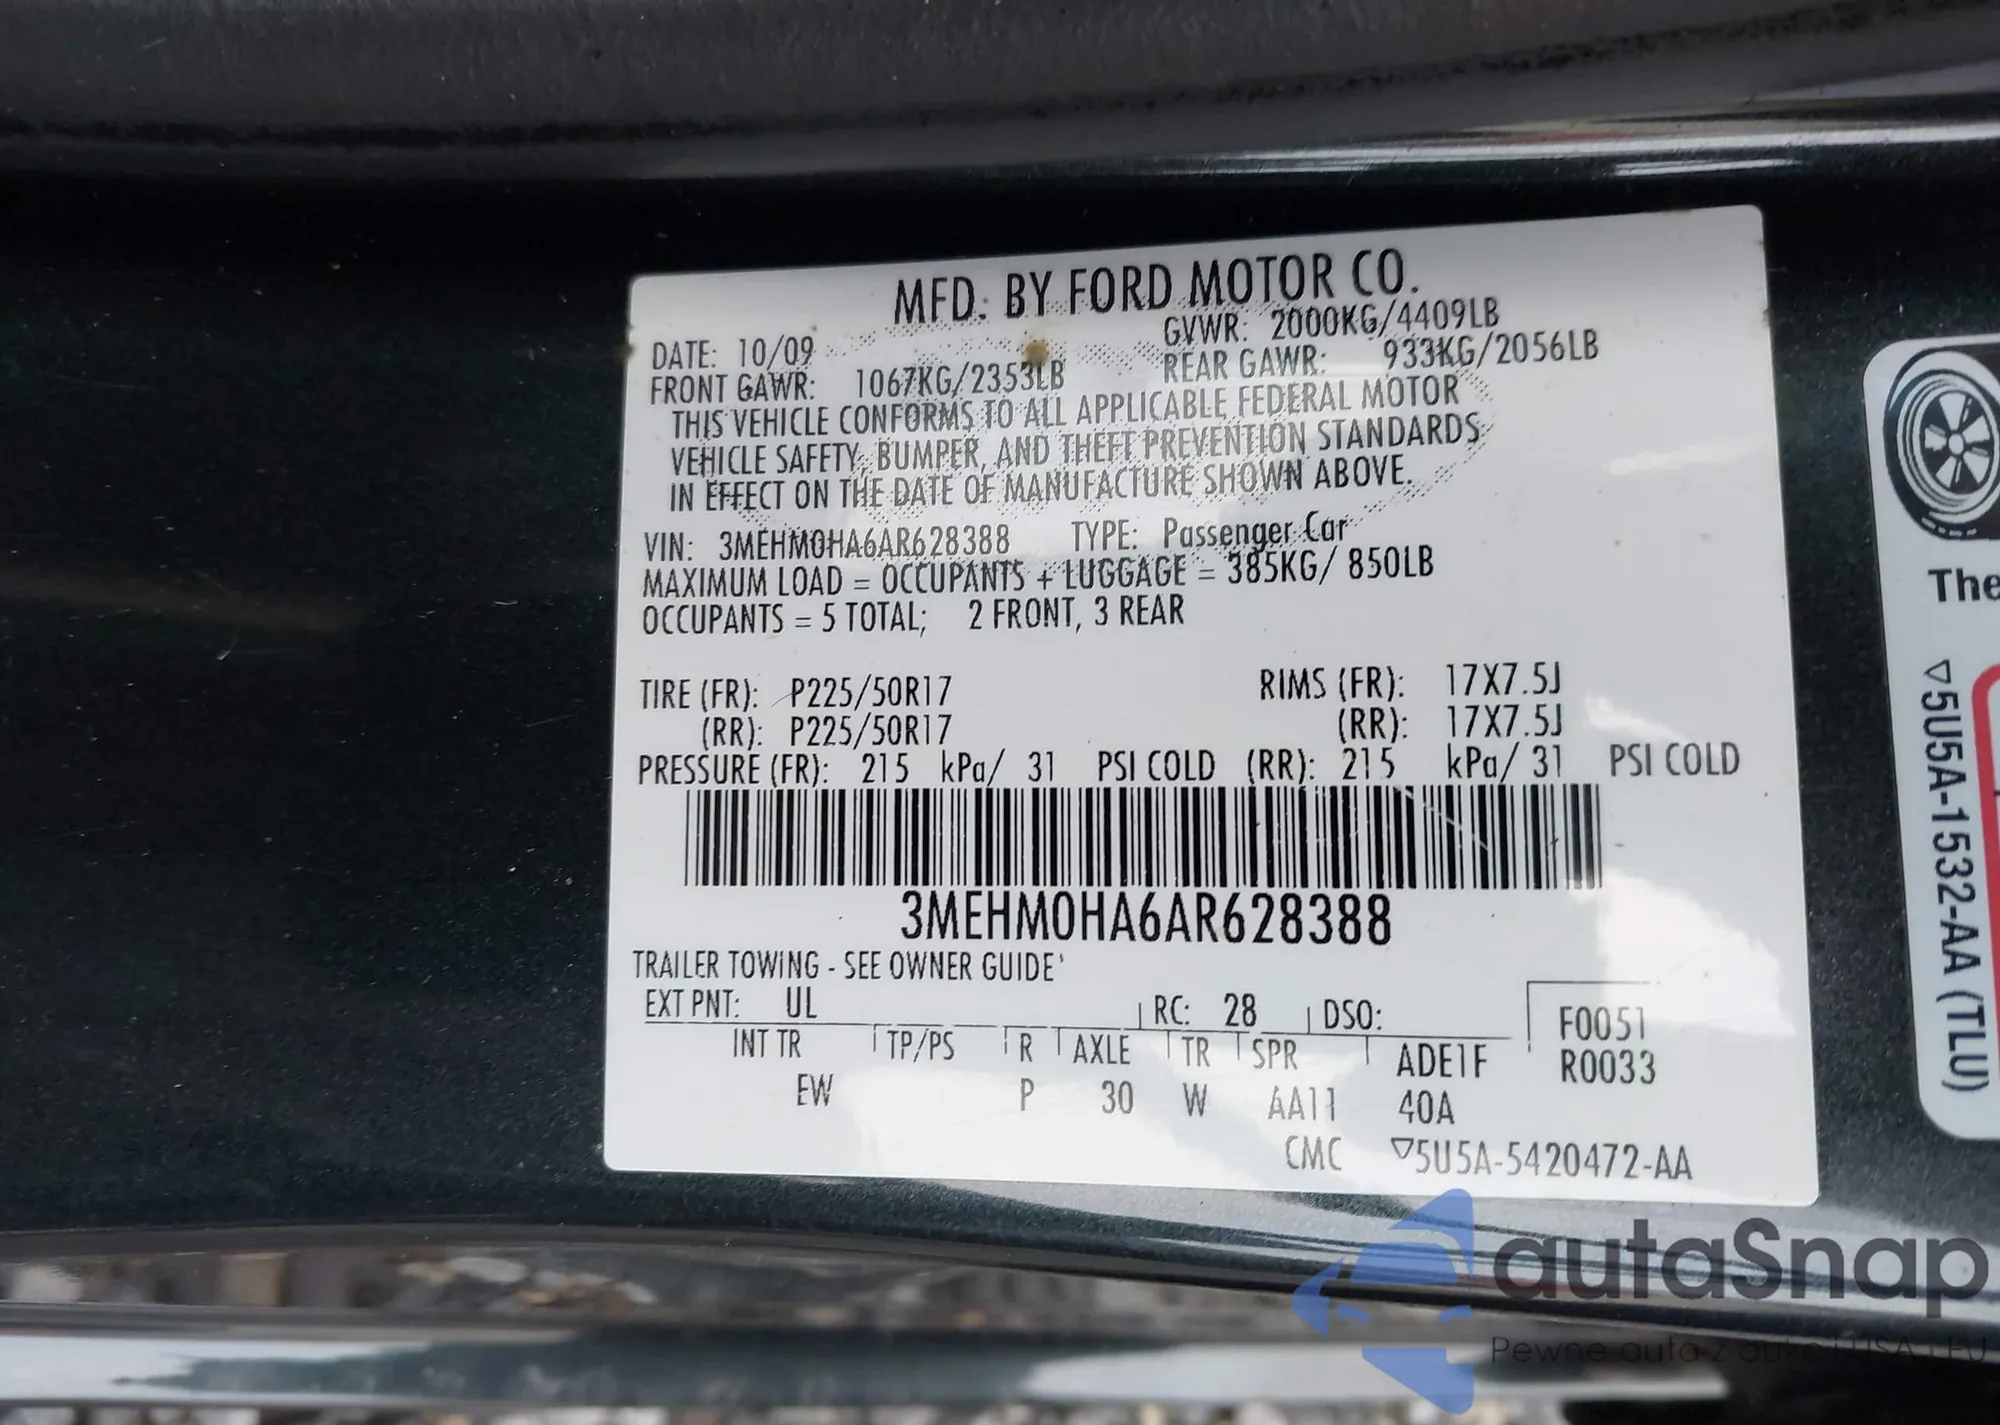 MFD. BY FORD MOTOR CO.
DATE: 10/09 GVWR: 2000KG/4409LB
FRONT GAWR: 1067KG/2353LB REAR GAWR: 933KG/2056LB
THIS VEHICLE CONFORMS TO ALL APPLICABLE FEDERAL MOTOR
VEHICLE SAFETY, BUMPER, AND THEFT PREVENTION STANDARDS
IN EFFECT ON THE DATE OF MANUFACTURE SHOWN ABOVE.
VIN: 3MEHM0HA6AR628388 TYPE: Passenger Car
MAXIMUM LOAD = OCCUPANTS + LUGGAGE = 385KG/ 850LB
OCCUPANTS = 5 TOTAL; 2 FRONT, 3 REAR
TIRE (FR): P225/50R17 RIMS (FR): 17X7.5J
(RR): P225/50R17 (RR): 17X7.5J
PRESSURE (FR): 215 kPa/ 31 PSI COLD (RR): 215 kPa/ 31 PSI COLD
3MEHM0HA6AR628388
TRAILER TOWING - SEE OWNER GUIDE
EXT PNT: UL RC: 28 DSO: F0051
INT TR TP/PS R AXLE TR SPR ADE1F R0033
EW P 30 W AA11 40A
CMC ▽5U5A-5420472-AA
The
▽5U5A-1532-AA (TLU)
autaSnap
Pewne auta z